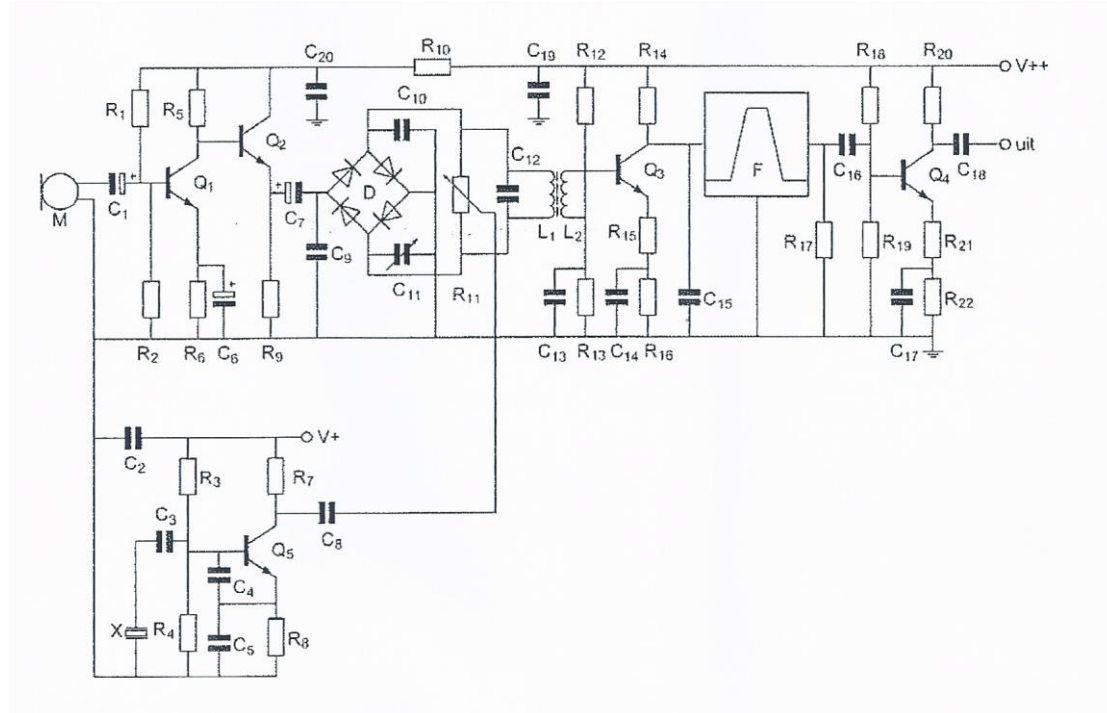 C20 R10 C19 R12 R14 R18 R20
V++
R1 R5 C10
Q2 C12 uit
Q1 D Q3 F C16 Q4 C18
M C1 + C7 +
L1 L2 R15 R17 R19 R21
C9
C11 R11 C15 R22
+
R2 R6 C6 R9 C13 R13 C14 R16 C17
V+
C2
R3 R7
C3 C8
Q5
C4
X R4 C5 R8